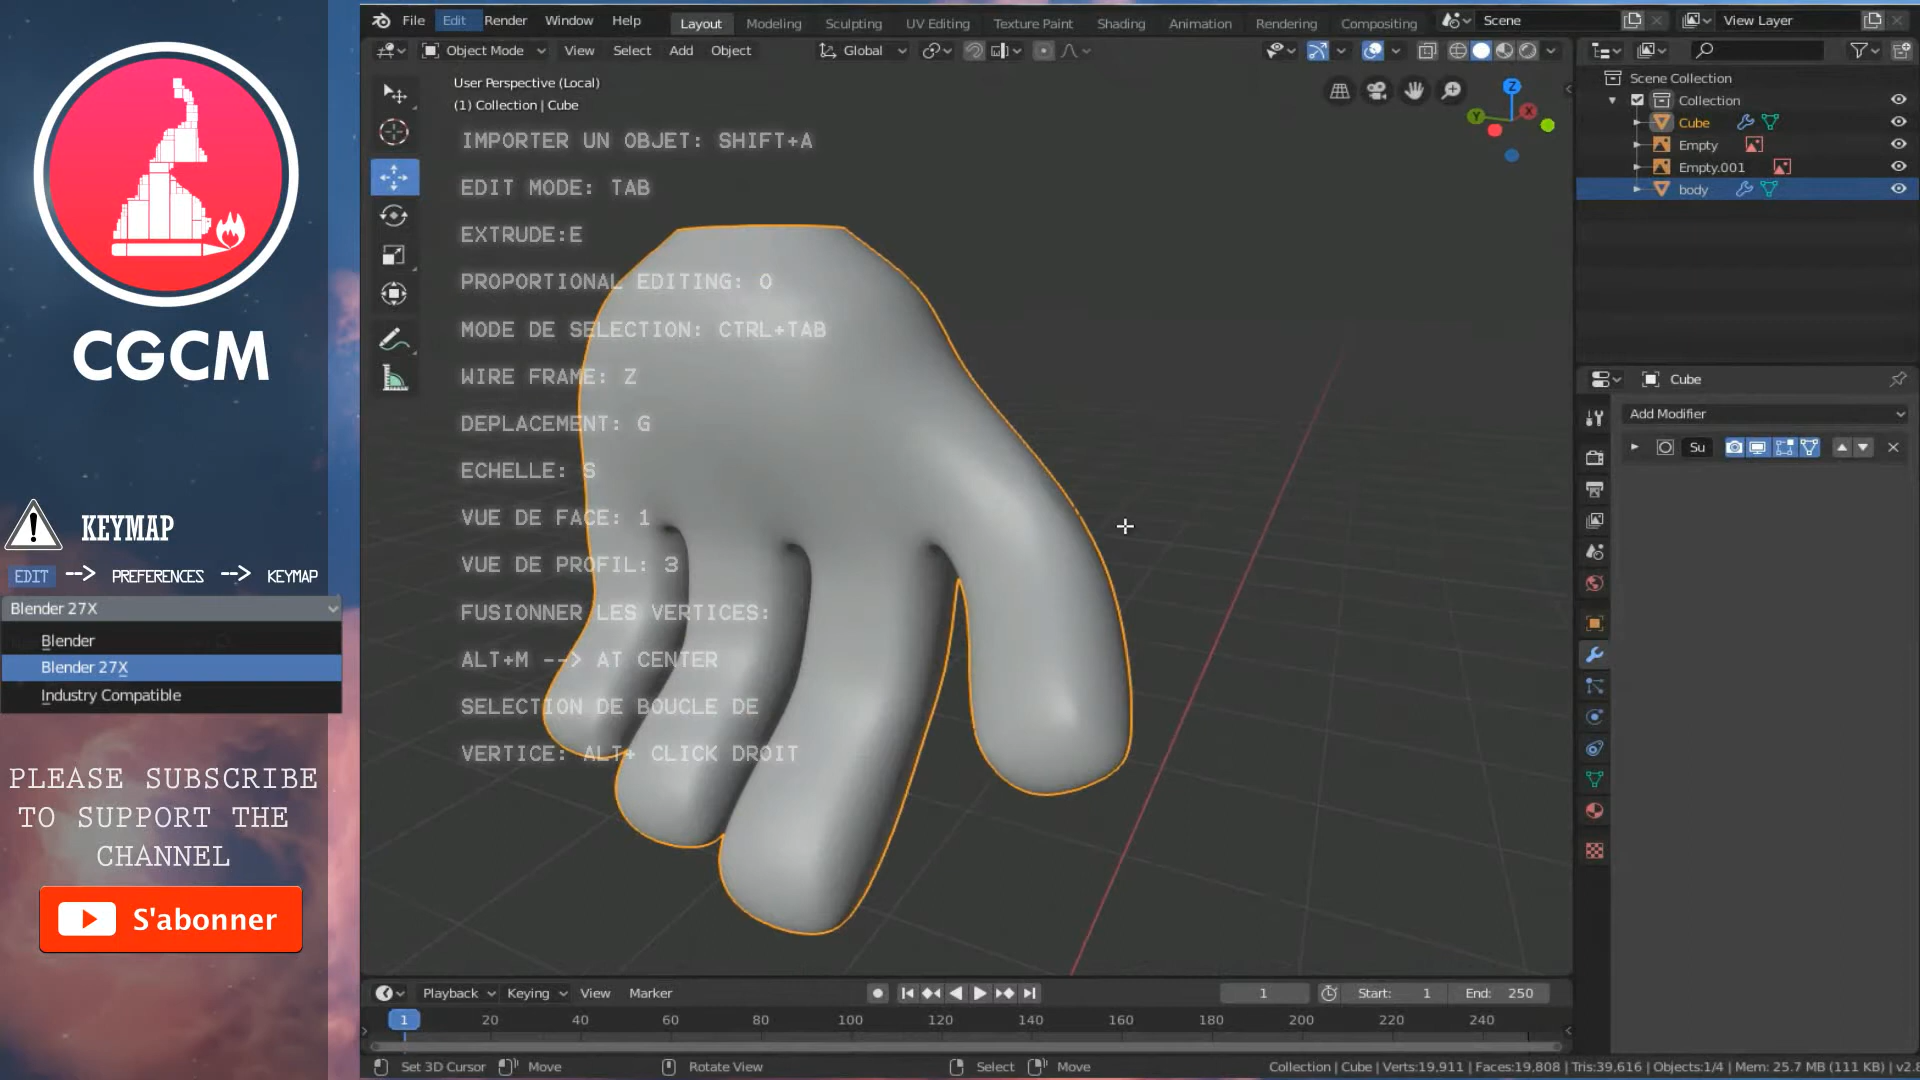 File Edit Render Window Help Layout Modeling Sculpting UV Editing Texture Paint Shading Animation Rendering Compositing Scene View Layer
Object Mode View Select Add Object Global
User Perspective (Local)
(1) Collection | Cube
IMPORTER UN OBJET: SHIFT+A
EDIT MODE: TAB
EXTRUDE:E
PROPORTIONAL EDITING: O
MODE DE SELECTION: CTRL+TAB
WIRE FRAME: Z
DEPLACEMENT: G
ECHELLE: S
VUE DE FACE: 1
VUE DE PROFIL: 3
FUSIONNER LES VERTICES:
ALT+M --> AT CENTER
SELECTION DE BOUCLE DE
VERTICE: ALT+ CLICK DROIT
Z
Y
X
Scene Collection
Collection
Cube
Empty
Empty.001
body
Cube
Add Modifier
Su
CGCM
KEYMAP
EDIT --> PREFERENCES --> KEYMAP
Blender 27X
Blender
Blender 27X
Industry Compatible
PLEASE SUBSCRIBE
TO SUPPORT THE
CHANNEL
S'abonner
Playback Keying View Marker 1 Start: 1 End: 250
1 20 40 60 80 100 120 140 160 180 200 220 240
Set 3D Cursor Move Rotate View Select Move Collection | Cube | Verts:19,911 | Faces:19,808 | Tris:39,616 | Objects:1/4 | Mem: 25.7 MB (111 KB) | v2.8